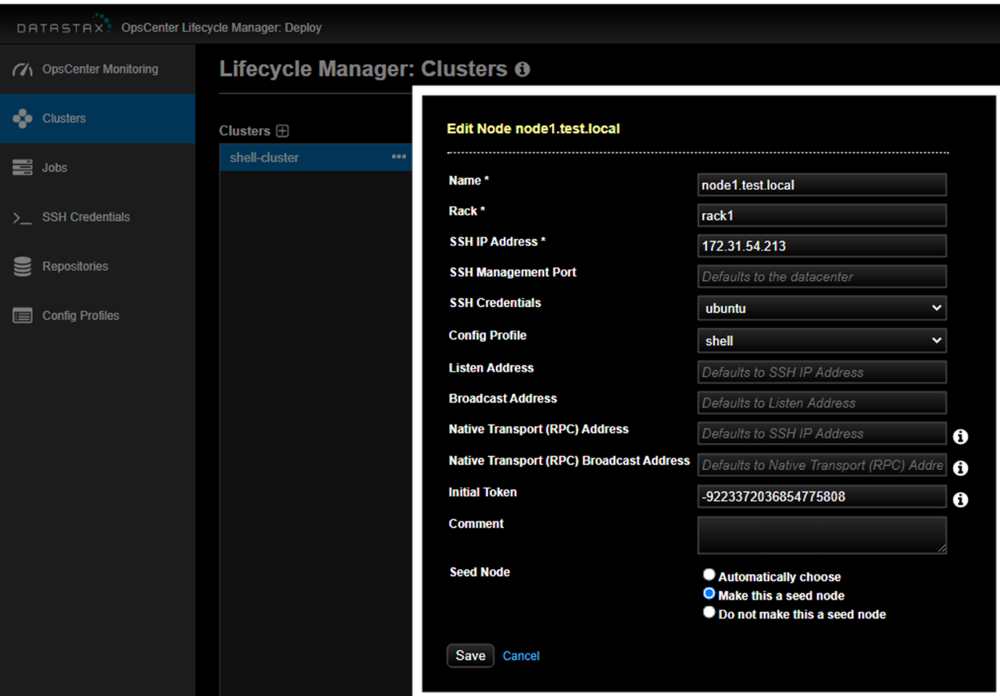 DATASTAX OpsCenter Lifecycle Manager: Deploy
OpsCenter Monitoring
Clusters
Jobs
SSH Credentials
Repositories
Config Profiles
Lifecycle Manager: Clusters
Clusters
shell-cluster
Edit Node node1.test.local
Name * node1.test.local
Rack * rack1
SSH IP Address * 172.31.54.213
SSH Management Port Defaults to the datacenter
SSH Credentials ubuntu
Config Profile shell
Listen Address Defaults to SSH IP Address
Broadcast Address Defaults to Listen Address
Native Transport (RPC) Address Defaults to SSH IP Address
Native Transport (RPC) Broadcast Address Defaults to Native Transport (RPC) Addre
Initial Token -9223372036854775808
Comment
Seed Node
Automatically choose
Make this a seed node
Do not make this a seed node
Save Cancel